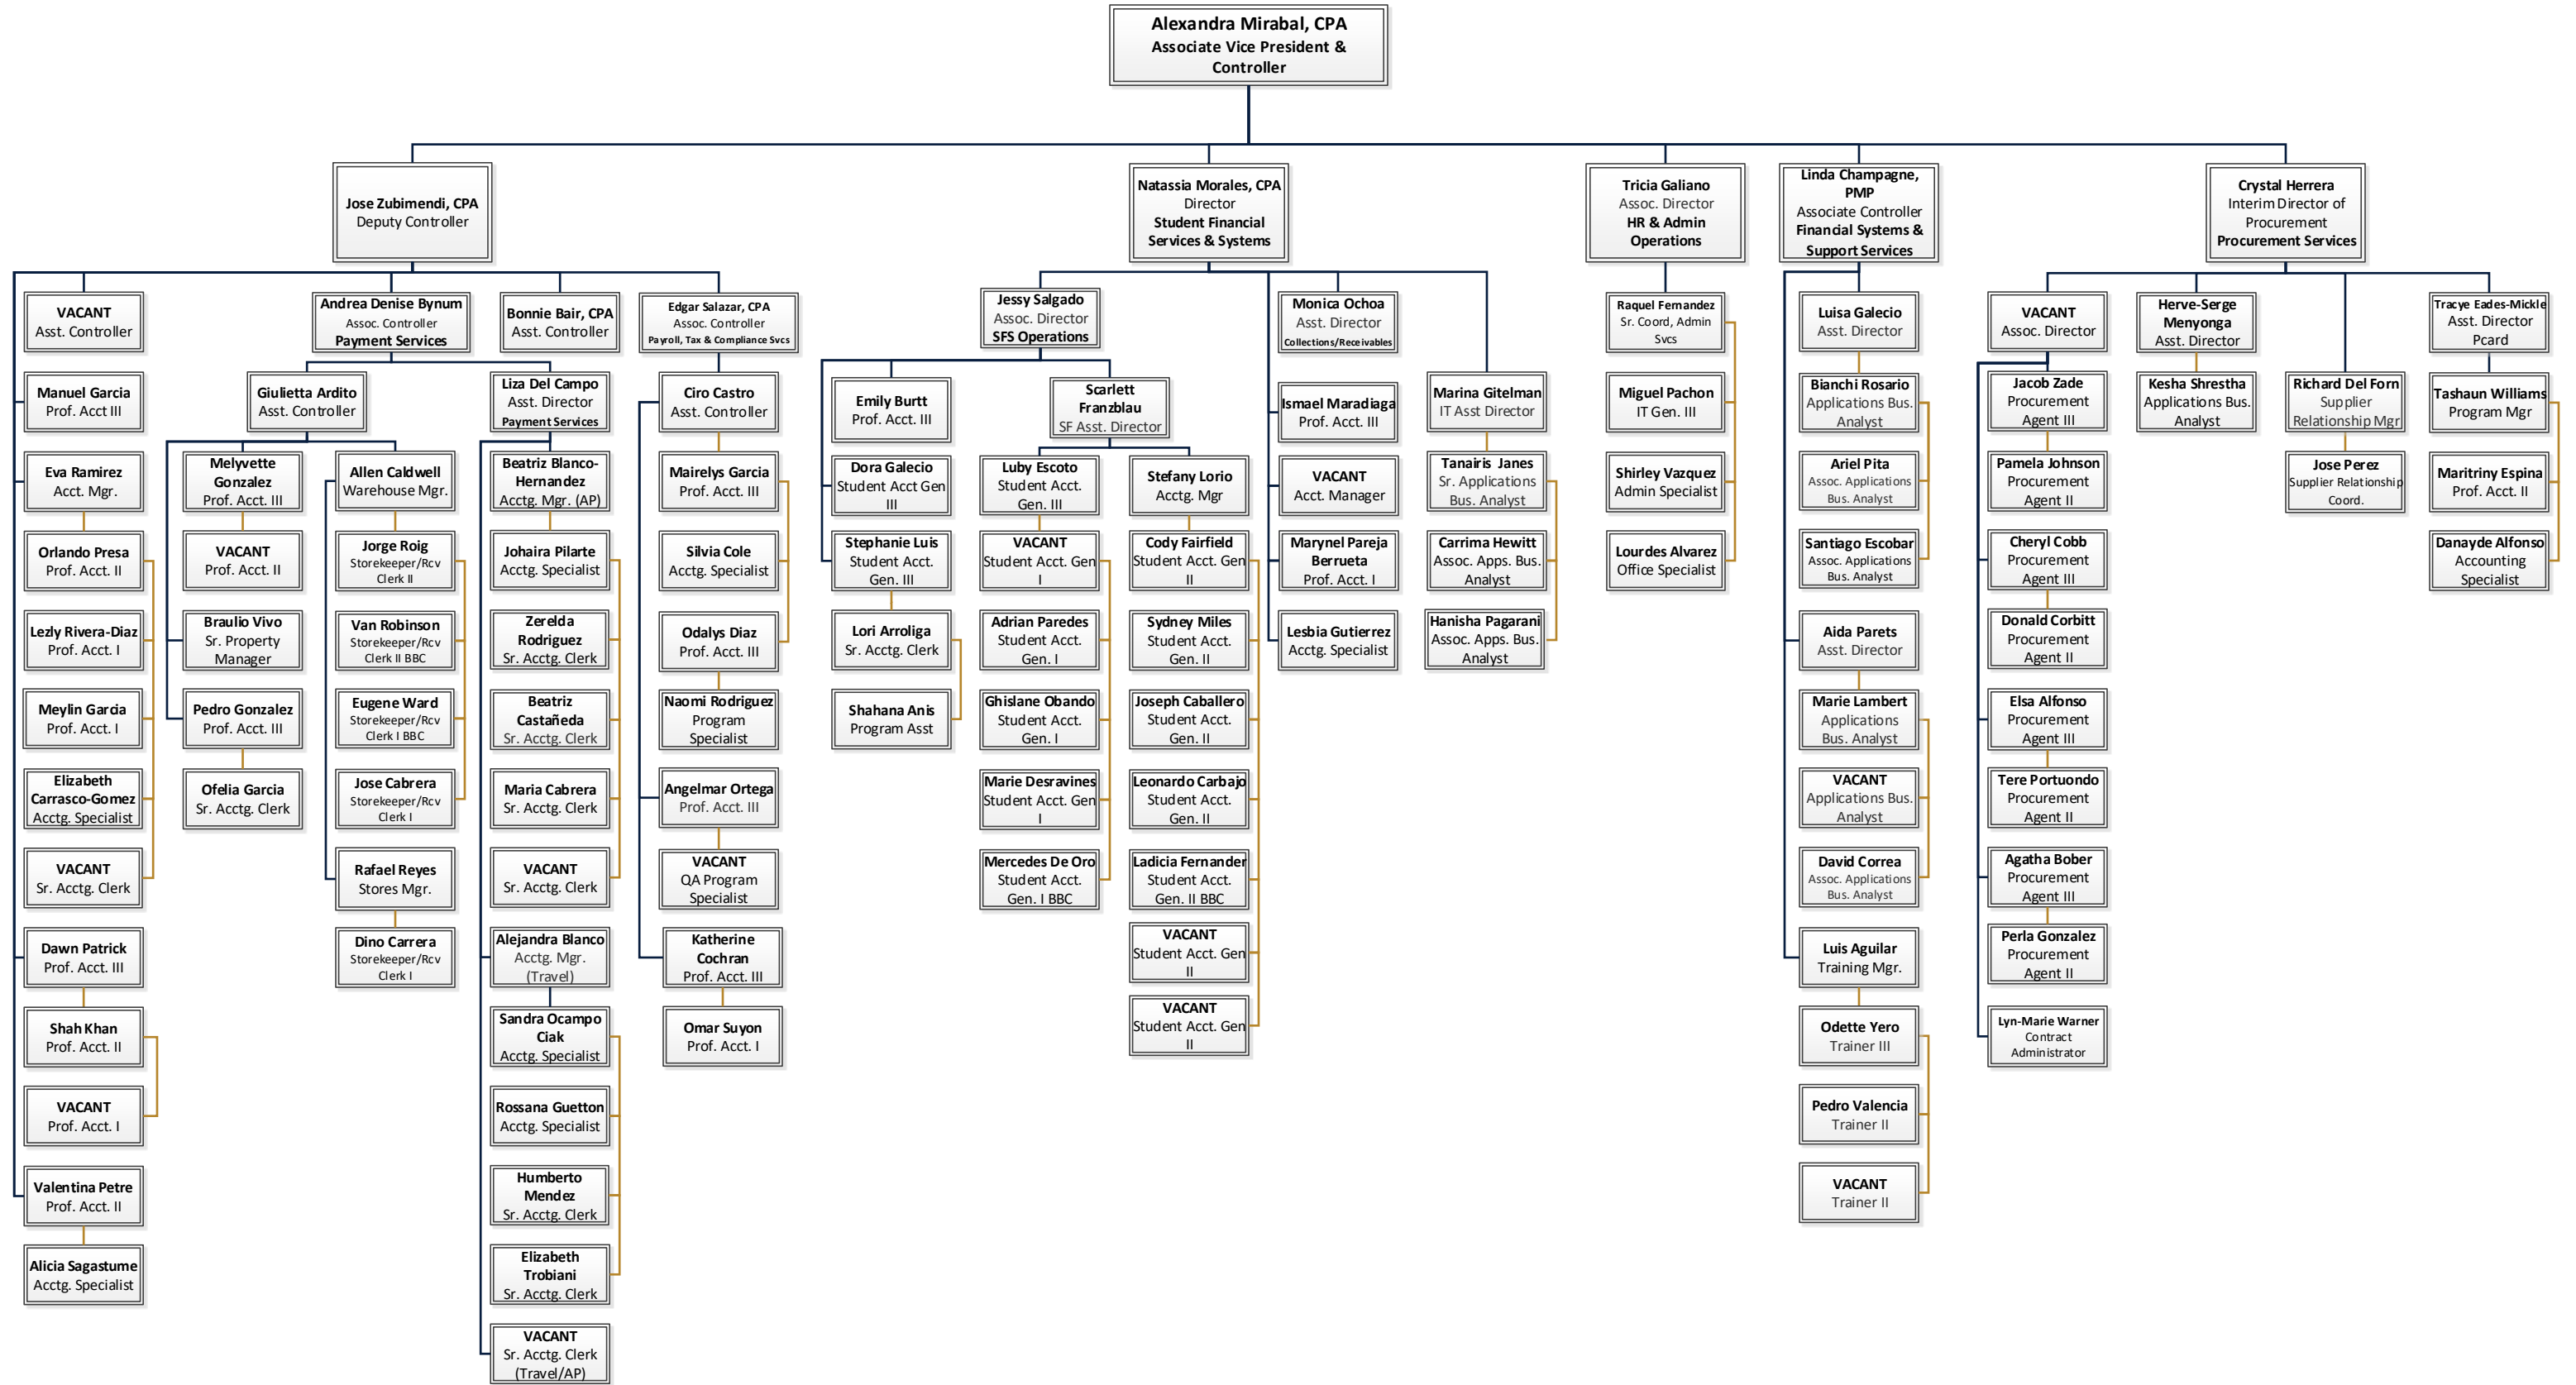 Alexandra Mirabal, CPA
Associate Vice President &
Controller
Jose Zubimendi, CPA
Deputy Controller
Natassia Morales, CPA
Director
Student Financial
Services & Systems
Tricia Galiano
Assoc. Director
HR & Admin
Operations
Linda Champagne,
PMP
Associate Controller
Financial Systems &
Support Services
Crystal Herrera
Interim Director of
Procurement
Procurement Services
VACANT
Asst. Controller
Manuel Garcia
Prof. Acct III
Eva Ramirez
Acct. Mgr.
Orlando Presa
Prof. Acct. II
Lezly Rivera-Diaz
Prof. Acct. I
Meylin Garcia
Prof. Acct. I
Elizabeth
Carrasco-Gomez
Acctg. Specialist
VACANT
Sr. Acctg. Clerk
Dawn Patrick
Prof. Acct. III
Shah Khan
Prof. Acct. II
VACANT
Prof. Acct. I
Valentina Petre
Prof. Acct. II
Alicia Sagastume
Acctg. Specialist
Andrea Denise Bynum
Assoc. Controller
Payment Services
Giulietta Ardito
Asst. Controller
Melyvette
Gonzalez
Prof. Acct. III
VACANT
Prof. Acct. II
Braulio Vivo
Sr. Property
Manager
Pedro Gonzalez
Prof. Acct. III
Ofelia Garcia
Sr. Acctg. Clerk
Allen Caldwell
Warehouse Mgr.
Jorge Roig
Storekeeper/Rcv
Clerk II
Van Robinson
Storekeeper/Rcv
Clerk II BBC
Eugene Ward
Storekeeper/Rcv
Clerk I BBC
Jose Cabrera
Storekeeper/Rcv
Clerk I
Rafael Reyes
Stores Mgr.
Dino Carrera
Storekeeper/Rcv
Clerk I
Liza Del Campo
Asst. Director
Payment Services
Beatriz Blanco-
Hernandez
Acctg. Mgr. (AP)
Johaira Pilarte
Acctg. Specialist
Zerelda
Rodriguez
Sr. Acctg. Clerk
Beatriz
Castañeda
Sr. Acctg. Clerk
Maria Cabrera
Sr. Acctg. Clerk
VACANT
Sr. Acctg. Clerk
Alejandra Blanco
Acctg. Mgr.
(Travel)
Sandra Ocampo
Ciak
Acctg. Specialist
Rossana Guetton
Acctg. Specialist
Humberto
Mendez
Sr. Acctg. Clerk
Elizabeth
Trobiani
Sr. Acctg. Clerk
VACANT
Sr. Acctg. Clerk
(Travel/AP)
Bonnie Bair, CPA
Asst. Controller
Edgar Salazar, CPA
Assoc. Controller
Payroll, Tax & Compliance Svcs
Ciro Castro
Asst. Controller
Mairelys Garcia
Prof. Acct. III
Silvia Cole
Acctg. Specialist
Odalys Diaz
Prof. Acct. III
Naomi Rodriguez
Program
Specialist
Angelmar Ortega
Prof. Acct. III
VACANT
QA Program
Specialist
Katherine
Cochran
Prof. Acct. III
Omar Suyon
Prof. Acct. I
Jessy Salgado
Assoc. Director
SFS Operations
Emily Burtt
Prof. Acct. III
Dora Galecio
Student Acct Gen
III
Stephanie Luis
Student Acct.
Gen. III
Lori Arroliga
Sr. Acctg. Clerk
Shahana Anis
Program Asst
Scarlett
Franzblau
SF Asst. Director
Luby Escoto
Student Acct.
Gen. III
VACANT
Student Acct. Gen
I
Adrian Paredes
Student Acct.
Gen. I
Ghislane Obando
Student Acct.
Gen. I
Marie Desravines
Student Acct. Gen
I
Mercedes De Oro
Student Acct.
Gen. I BBC
Stefany Lorio
Acctg. Mgr
Cody Fairfield
Student Acct. Gen
II
Sydney Miles
Student Acct.
Gen. II
Joseph Caballero
Student Acct.
Gen. II
Leonardo Carbajo
Student Acct.
Gen. II
Ladicia Fernander
Student Acct.
Gen. II BBC
VACANT
Student Acct. Gen
II
VACANT
Student Acct. Gen
II
Monica Ochoa
Asst. Director
Collections/Receivables
Ismael Maradiaga
Prof. Acct. III
VACANT
Acct. Manager
Marynel Pareja
Berrueta
Prof. Acct. I
Lesbia Gutierrez
Acctg. Specialist
Marina Gitelman
IT Asst Director
Tanairis Janes
Sr. Applications
Bus. Analyst
Carrima Hewitt
Assoc. Apps. Bus.
Analyst
Hanisha Pagarani
Assoc. Apps. Bus.
Analyst
Raquel Fernandez
Sr. Coord, Admin
Svcs
Miguel Pachon
IT Gen. III
Shirley Vazquez
Admin Specialist
Lourdes Alvarez
Office Specialist
Luisa Galecio
Asst. Director
Bianchi Rosario
Applications Bus.
Analyst
Ariel Pita
Assoc. Applications
Bus. Analyst
Santiago Escobar
Assoc. Applications
Bus. Analyst
Aida Parets
Asst. Director
Marie Lambert
Applications
Bus. Analyst
VACANT
Applications Bus.
Analyst
David Correa
Assoc. Applications
Bus. Analyst
Luis Aguilar
Training Mgr.
Odette Yero
Trainer III
Pedro Valencia
Trainer II
VACANT
Trainer II
VACANT
Assoc. Director
Jacob Zade
Procurement
Agent III
Pamela Johnson
Procurement
Agent II
Cheryl Cobb
Procurement
Agent III
Donald Corbitt
Procurement
Agent II
Elsa Alfonso
Procurement
Agent III
Tere Portuondo
Procurement
Agent II
Agatha Bober
Procurement
Agent III
Perla Gonzalez
Procurement
Agent II
Lyn-Marie Warner
Contract
Administrator
Herve-Serge
Menyonga
Asst. Director
Kesha Shrestha
Applications Bus.
Analyst
Richard Del Forn
Supplier
Relationship Mgr
Jose Perez
Supplier Relationship
Coord.
Tracye Eades-Mickle
Asst. Director
Pcard
Tashaun Williams
Program Mgr
Maritriny Espina
Prof. Acct. II
Danayde Alfonso
Accounting
Specialist